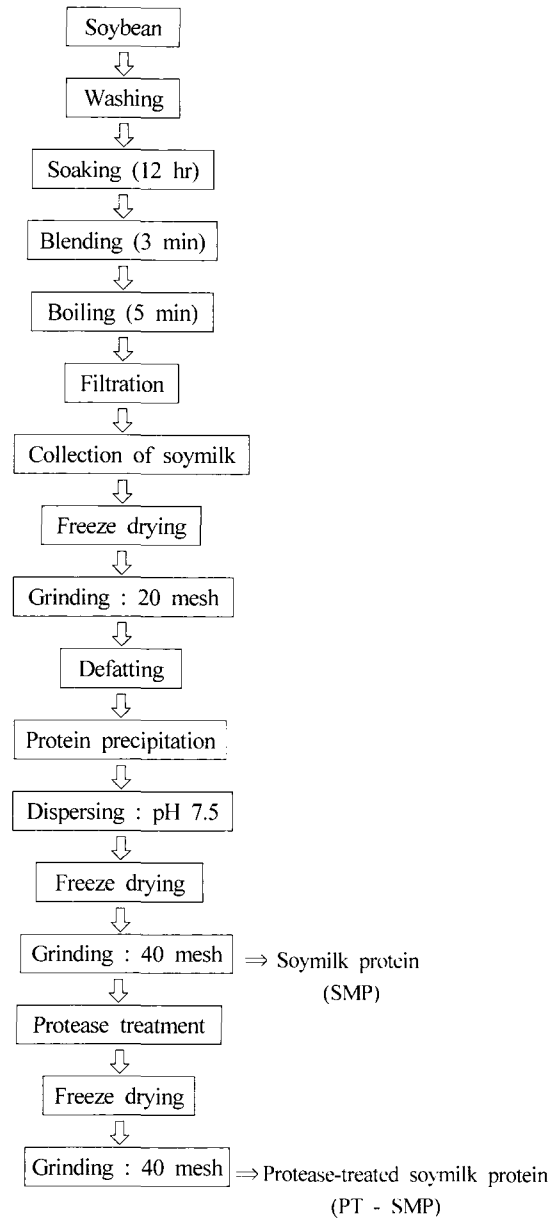 Soybean
Washing
Soaking (12 hr)
Blending (3 min)
Boiling (5 min)
Filtration
Collection of soymilk
Freeze drying
Grinding : 20 mesh
Defatting
Protein precipitation
Dispersing : pH 7.5
Freeze drying
Grinding : 40 mesh ⇒ Soymilk protein
(SMP)
Protease treatment
Freeze drying
Grinding : 40 mesh ⇒ Protease-treated soymilk protein
(PT - SMP)